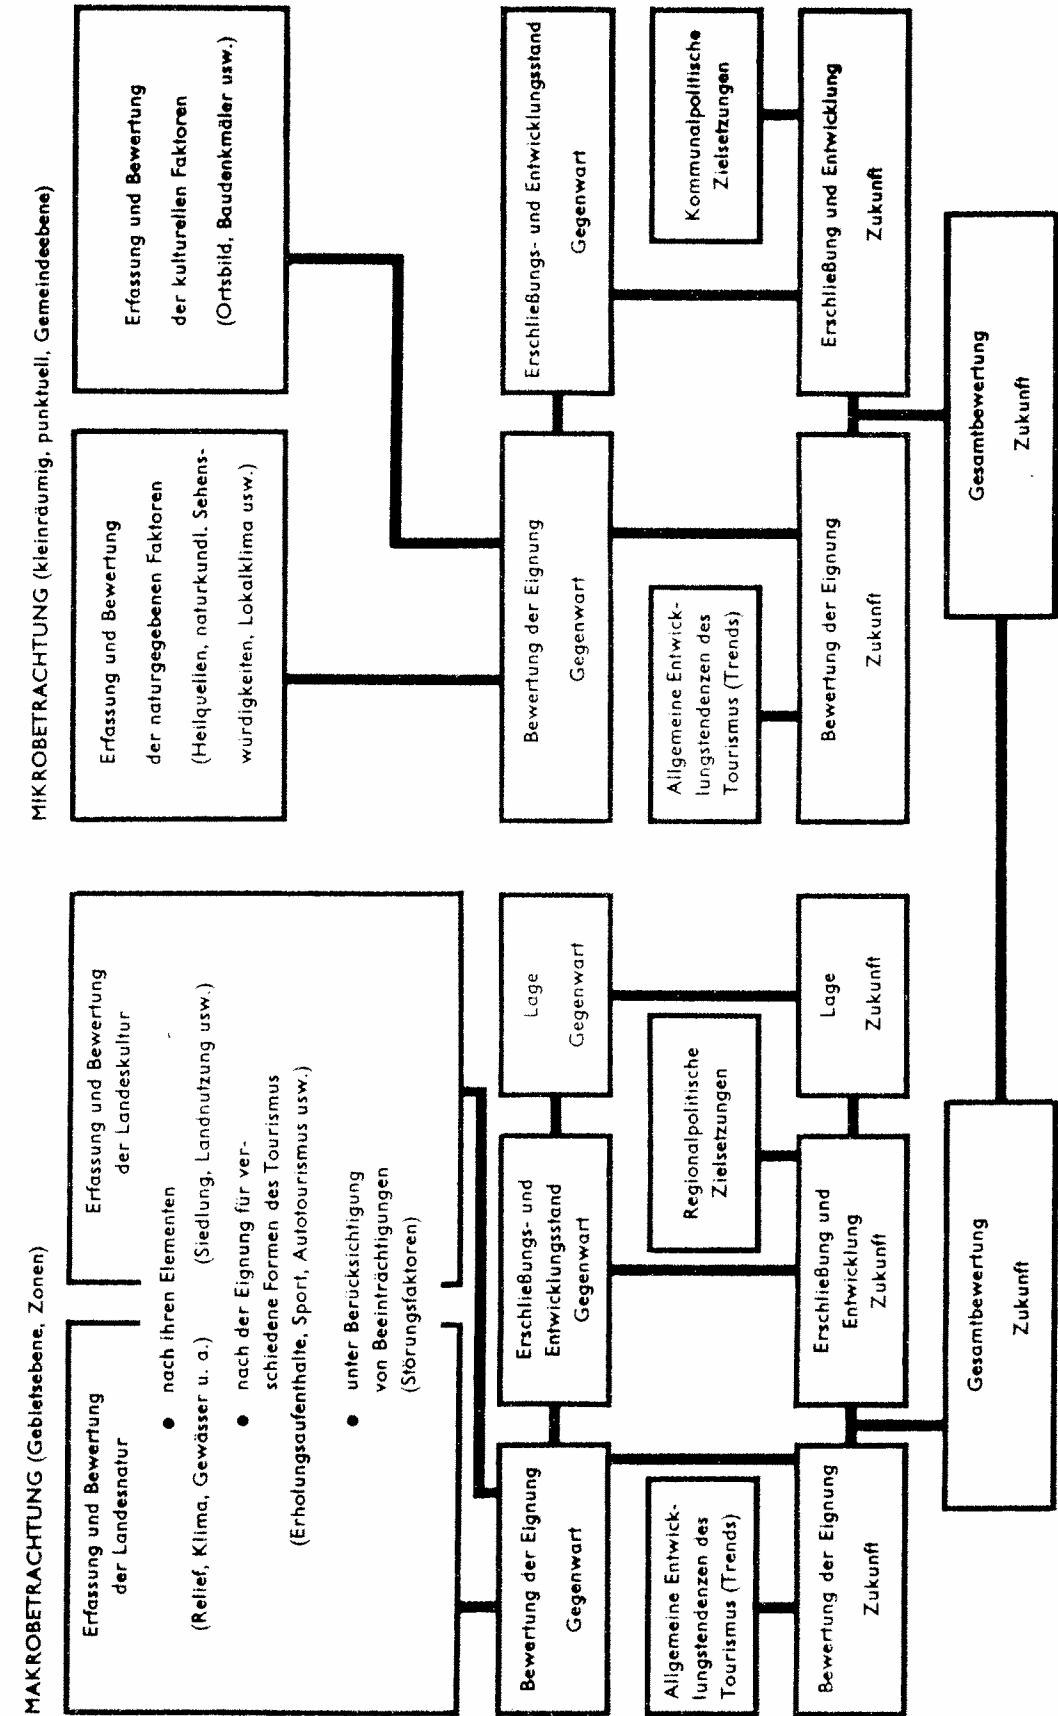 MAKROBETRACHTUNG (Gebietsebene, Zonen)
Erfassung und Bewertung
der Landesnatur
Erfassung und Bewertung
der Landeskultur
● nach ihren Elementen
(Relief, Klima, Gewässer u. a.)
(Siedlung, Landnutzung usw.)
● nach der Eignung für ver-
schiedene Formen des Tourismus
(Erholungsaufenthalte, Sport, Autotourismus usw.)
● unter Berücksichtigung
von Beeinträchtigungen
(Störungsfaktoren)
Bewertung der Eignung
Gegenwart
Erschließungs- und
Entwicklungsstand
Gegenwart
Lage
Gegenwart
Allgemeine Entwick-
lungstendenzen des
Tourismus (Trends)
Regionalpolitische
Zielsetzungen
Bewertung der Eignung
Zukunft
Erschließung und
Entwicklung
Zukunft
Lage
Zukunft
Gesamtbewertung
Zukunft
MIKROBETRACHTUNG (kleinräumig, punktuell, Gemeindeebene)
Erfassung und Bewertung
der naturgegebenen Faktoren
(Heilquellen, naturkundl. Sehens-
würdigkeiten, Lokalklima usw.)
Erfassung und Bewertung
der kulturellen Faktoren
(Ortsbild, Baudenkmäler usw.)
Bewertung der Eignung
Gegenwart
Erschließungs- und Entwicklungsstand
Gegenwart
Allgemeine Entwick-
lungstendenzen des
Tourismus (Trends)
Kommunalpolitische
Zielsetzungen
Bewertung der Eignung
Zukunft
Erschließung und Entwicklung
Zukunft
Gesamtbewertung
Zukunft